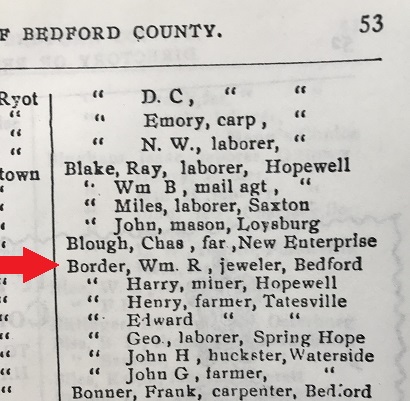 F BEDFORD COUNTY. 53
Ryot
“
“
“
town
“
“
“
“
“
“
“
“
“
“
“
“ D. C, “ “
“ Emory, carp, “
“ N. W., laborer, “
Blake, Ray, laborer, Hopewell
“ Wm B, mail agt, “
“ Miles, laborer, Saxton
“ John, mason, Loysburg
Blough, Chas, far, New Enterprise
Border, Wm. R, jeweler, Bedford
“ Harry, miner, Hopewell
“ Henry, farmer, Tatesville
“ Edward “ “
“ Geo., laborer, Spring Hope
“ John H, huckster, Waterside
“ John G, farmer, “
Bonner, Frank, carpenter, Bedford